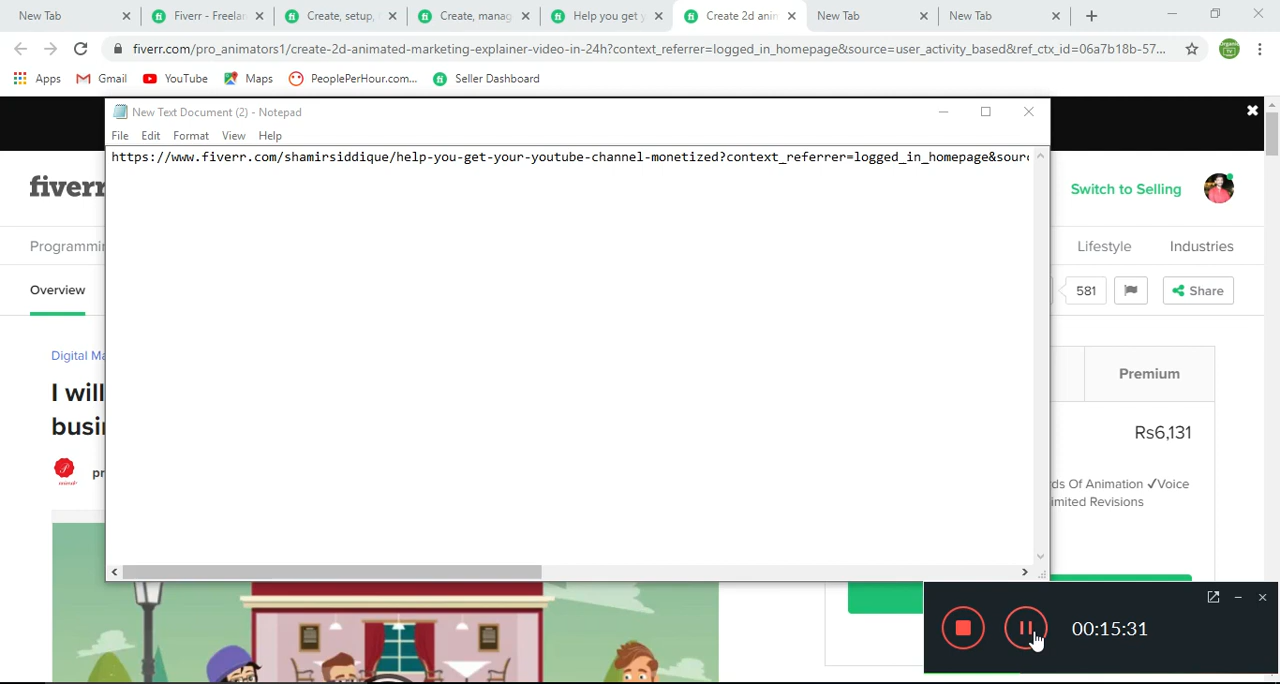 New Tab
Fiverr - Freelan
Create, setup,
Create, manag
Help you get y
Create 2d anim
New Tab
New Tab
fiverr.com/pro_animators1/create-2d-animated-marketing-explainer-video-in-24h?context_referrer=logged_in_homepage&source=user_activity_based&ref_ctx_id=06a7b18b-57...
Apps
Gmail
YouTube
Maps
PeoplePerHour.com...
Seller Dashboard
New Text Document (2) - Notepad
File Edit Format View Help
https://www.fiverr.com/shamirsiddique/help-you-get-your-youtube-channel-monetized?context_referrer=logged_in_homepage&sour
fiverr
Switch to Selling
Programmin
Lifestyle
Industries
Overview
581
Share
Digital Ma
Premium
I will
busi
Rs6,131
pr
ds Of Animation ✓Voice
imited Revisions
00:15:31